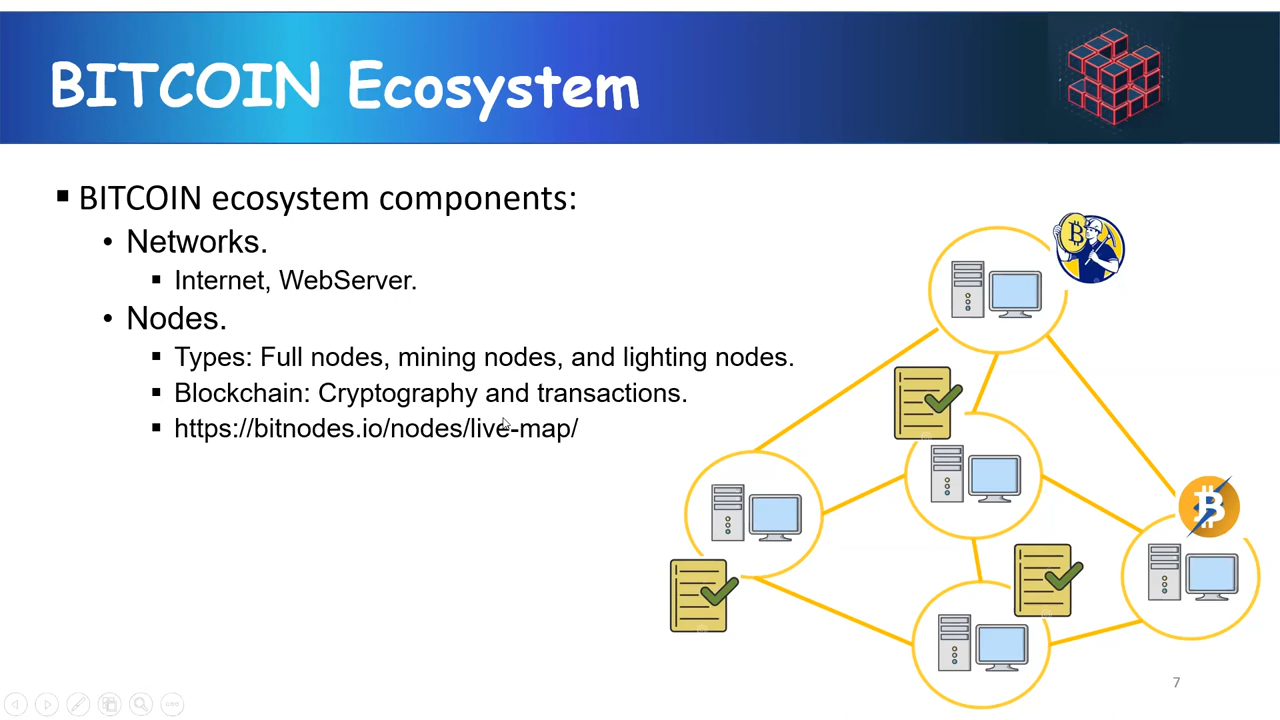 BITCOIN Ecosystem
BITCOIN ecosystem components:
Networks.
Internet, WebServer.
Nodes.
Types: Full nodes, mining nodes, and lighting nodes.
Blockchain: Cryptography and transactions.
https://bitnodes.io/nodes/live-map/
7